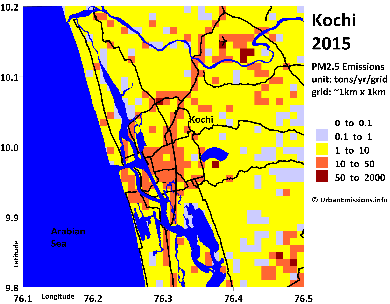 Kochi
2015
PM2.5 Emissions
unit: tons/yr/grid
grid: ~1km x 1km
0 to 0.1
0.1 to 1
1 to 10
10 to 50
50 to 2000
© Urbanemissions.info
10.2
10.1
10.0
9.9
9.8
Latitude
Kochi
Arabian
Sea
76.1 Longitude 76.2 76.3 76.4 76.5